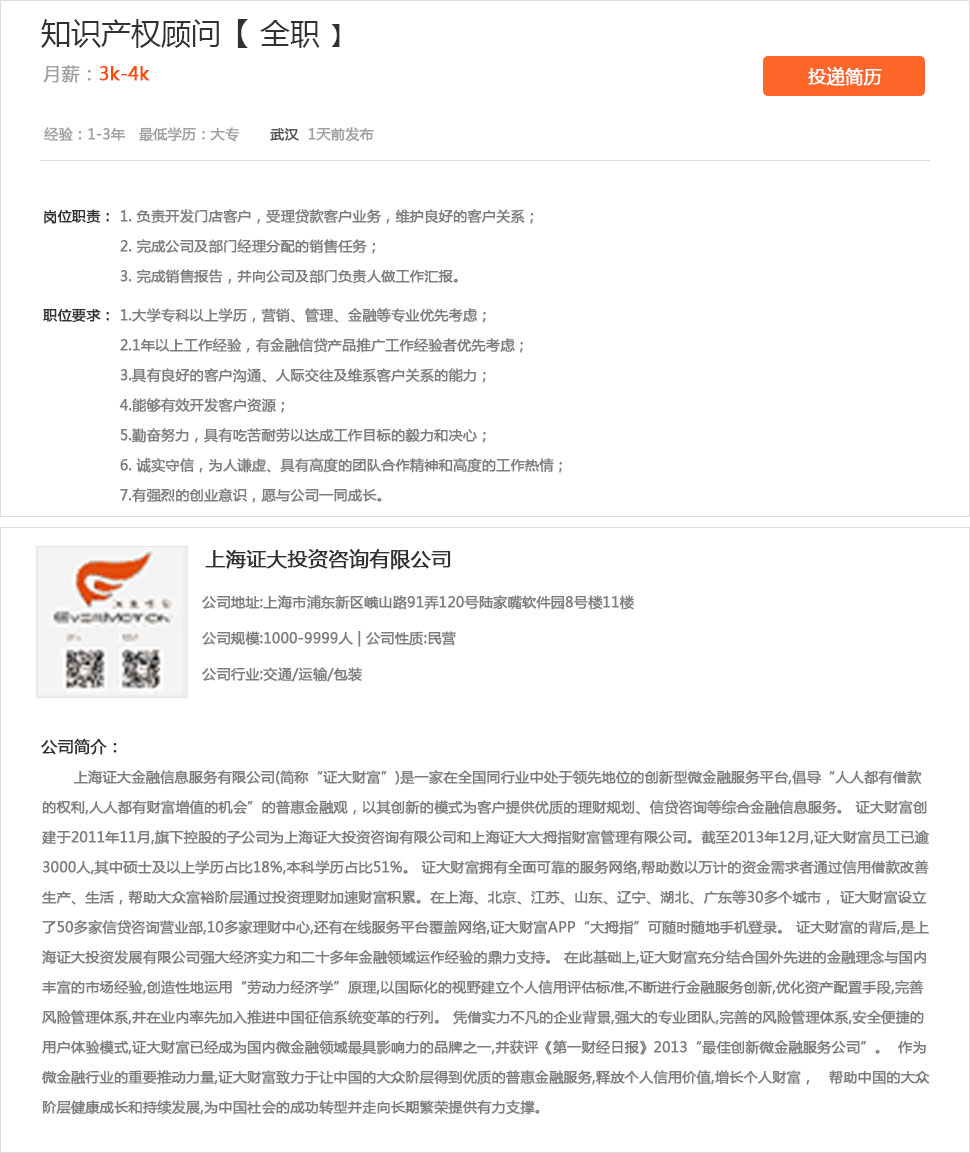 知识产权顾问【 全职 】
月薪：3k-4k
投递简历
经验：1-3年 最低学历：大专 武汉 1天前发布
岗位职责： 1. 负责开发门店客户，受理贷款客户业务，维护良好的客户关系；
2. 完成公司及部门经理分配的销售任务；
3. 完成销售报告，并向公司及部门负责人做工作汇报。
职位要求： 1.大学专科以上学历，营销、管理、金融等专业优先考虑；
2.1年以上工作经验，有金融信贷产品推广工作经验者优先考虑；
3.具有良好的客户沟通、人际交往及维系客户关系的能力；
4.能够有效开发客户资源；
5.勤奋努力，具有吃苦耐劳以达成工作目标的毅力和决心；
6. 诚实守信，为人谦虚、具有高度的团队合作精神和高度的工作热情；
7.有强烈的创业意识，愿与公司一同成长。
EVERMOTION
上海证大投资咨询有限公司
公司地址:上海市浦东新区峨山路91弄120号陆家嘴软件园8号楼11楼
公司规模:1000-9999人 | 公司性质:民营
公司行业:交通/运输/包装
公司简介：
上海证大金融信息服务有限公司(简称“证大财富”)是一家在全国同行业中处于领先地位的创新型微金融服务平台,倡导“人人都有借款
的权利,人人都有财富增值的机会”的普惠金融观，以其创新的模式为客户提供优质的理财规划、信贷咨询等综合金融信息服务。 证大财富创
建于2011年11月,旗下控股的子公司为上海证大投资咨询有限公司和上海证大大拇指财富管理有限公司。截至2013年12月,证大财富员工已逾
3000人,其中硕士及以上学历占比18%,本科学历占比51%。 证大财富拥有全面可靠的服务网络,帮助数以万计的资金需求者通过信用借款改善
生产、生活，帮助大众富裕阶层通过投资理财加速财富积累。在上海、北京、江苏、山东、辽宁、湖北、广东等30多个城市， 证大财富设立
了50多家信贷咨询营业部,10多家理财中心,还有在线服务平台覆盖网络,证大财富APP“大拇指”可随时随地手机登录。 证大财富的背后,是上
海证大投资发展有限公司强大经济实力和二十多年金融领域运作经验的鼎力支持。 在此基础上,证大财富充分结合国外先进的金融理念与国内
丰富的市场经验,创造性地运用“劳动力经济学”原理,以国际化的视野建立个人信用评估标准,不断进行金融服务创新,优化资产配置手段,完善
风险管理体系,并在业内率先加入推进中国征信系统变革的行列。 凭借实力不凡的企业背景,强大的专业团队,完善的风险管理体系,安全便捷的
用户体验模式,证大财富已经成为国内微金融领域最具影响力的品牌之一,并获评《第一财经日报》2013“最佳创新微金融服务公司”。 作为
微金融行业的重要推动力量,证大财富致力于让中国的大众阶层得到优质的普惠金融服务,释放个人信用价值,增长个人财富， 帮助中国的大众
阶层健康成长和持续发展,为中国社会的成功转型并走向长期繁荣提供有力支撑。